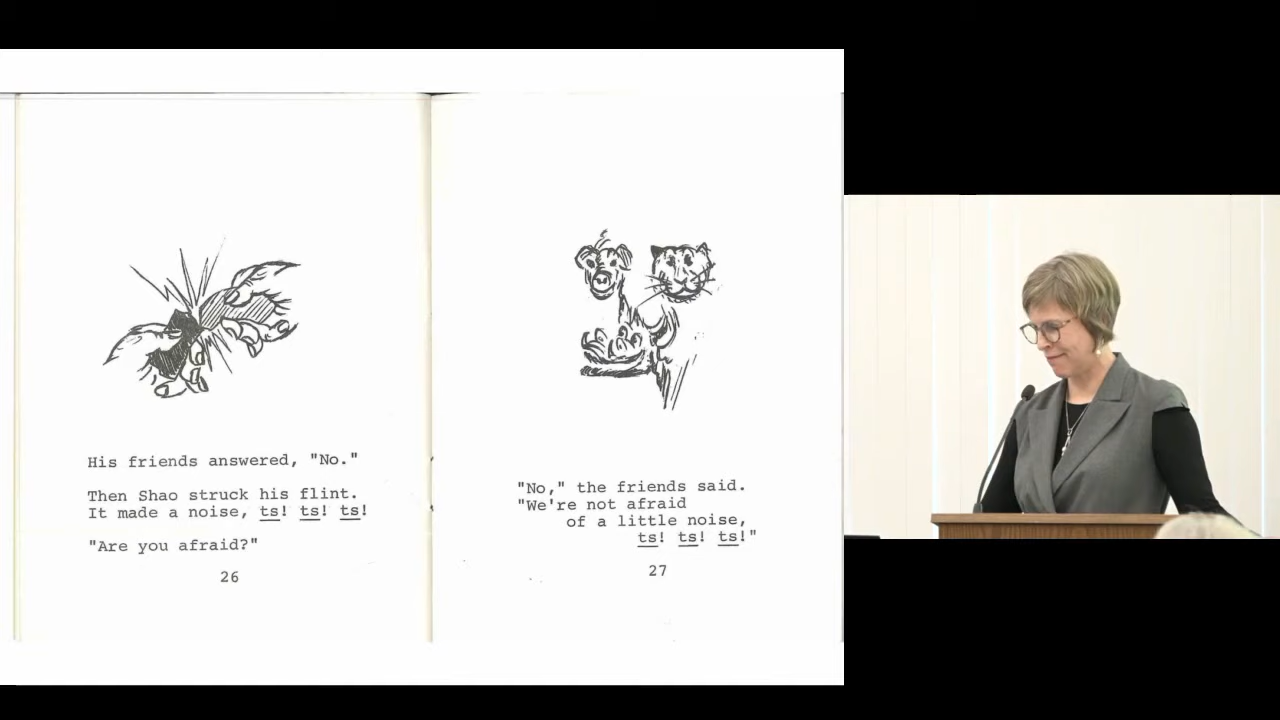 His friends answered, "No."
Then Shao struck his flint.
It made a noise, ts! ts! ts!
"Are you afraid?"
26
"No," the friends said.
"We're not afraid
of a little noise,
ts! ts! ts!"
27